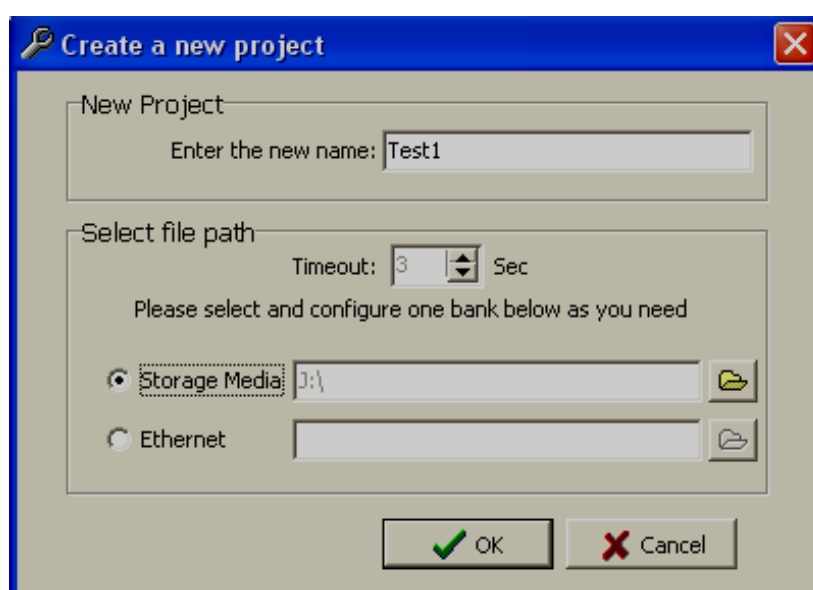 Create a new project
New Project
Enter the new name: Test1
Select file path
Timeout: 3 Sec
Please select and configure one bank below as you need
Storage Media J:\
Ethernet
OK Cancel